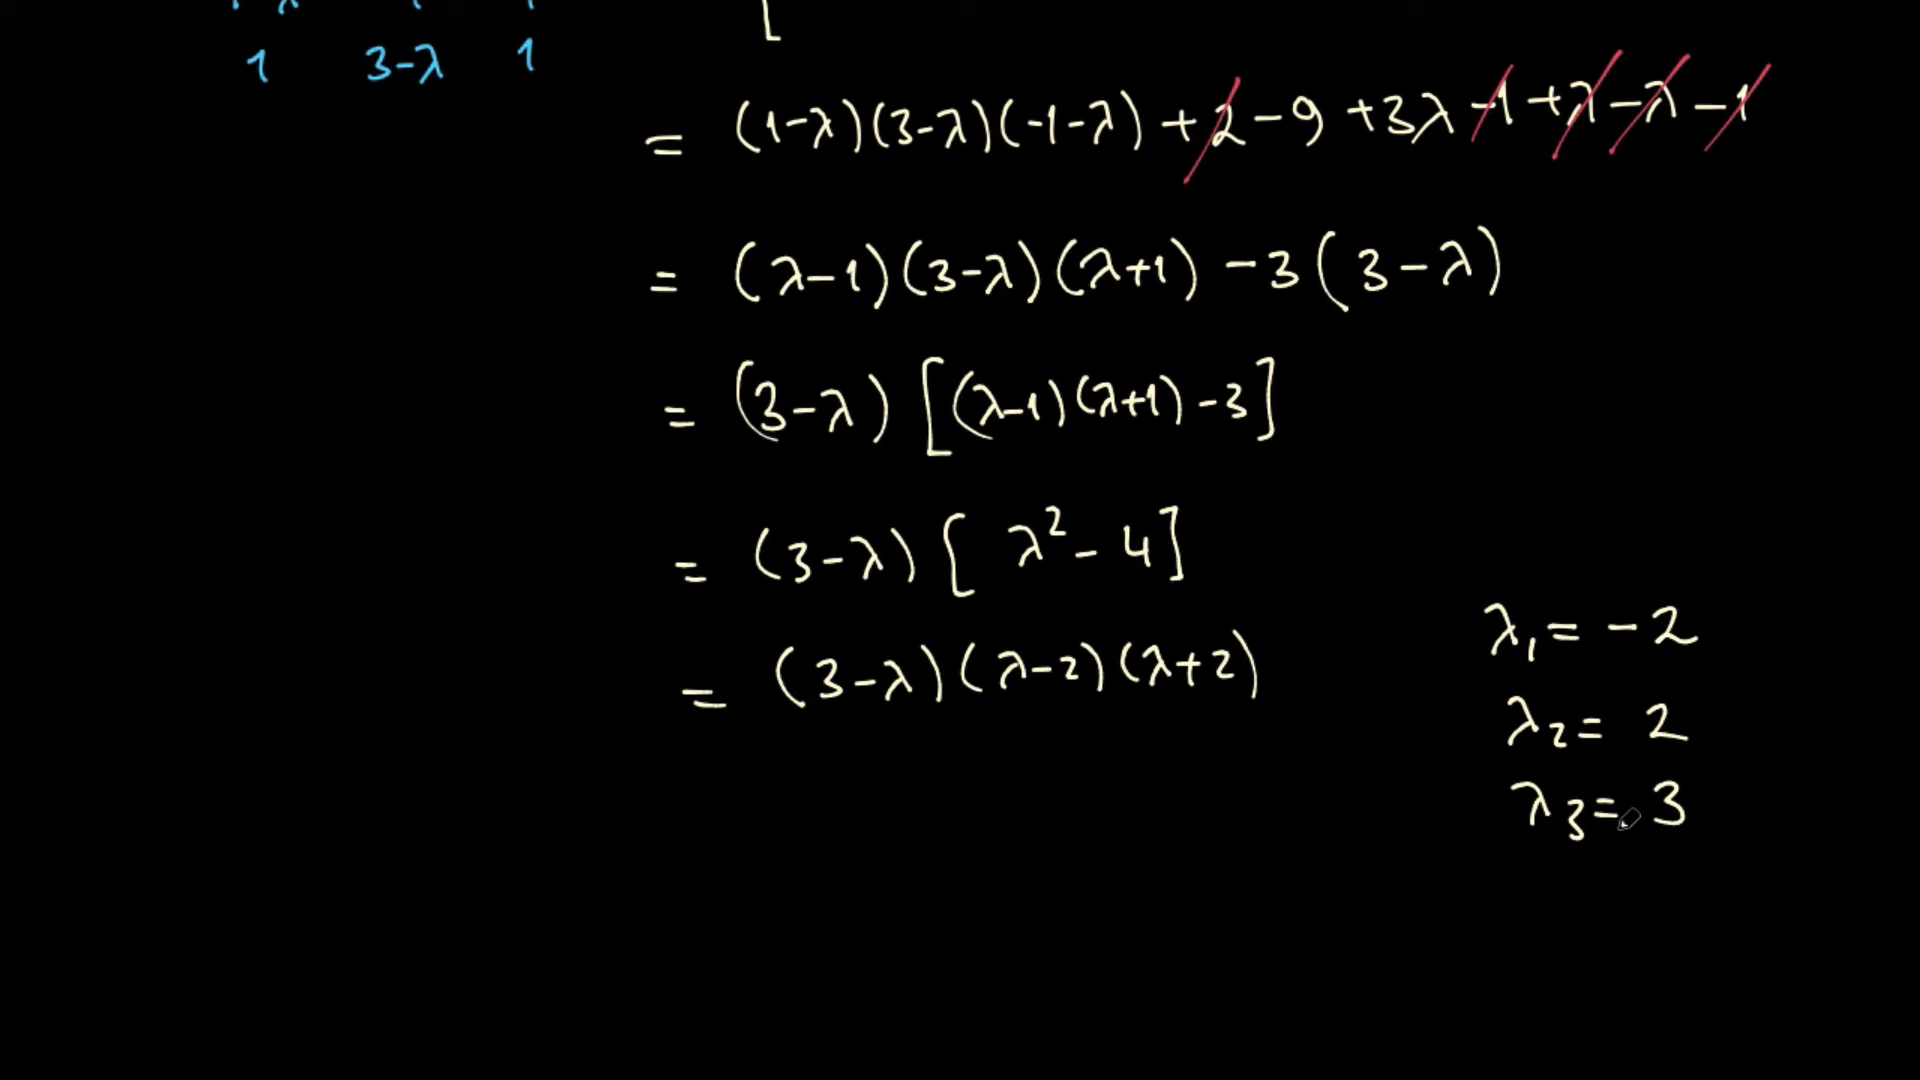 1 3-λ 1
= (1-λ)(3-λ)(-1-λ) + 2 - 9 + 3λ - 1 + λ - λ - 1
= (λ-1)(3-λ)(λ+1) - 3(3-λ)
= (3-λ)[(λ-1)(λ+1) - 3]
= (3-λ)[λ² - 4]
= (3-λ)(λ-2)(λ+2)
λ₁ = -2
λ₂ = 2
λ₃ = 3